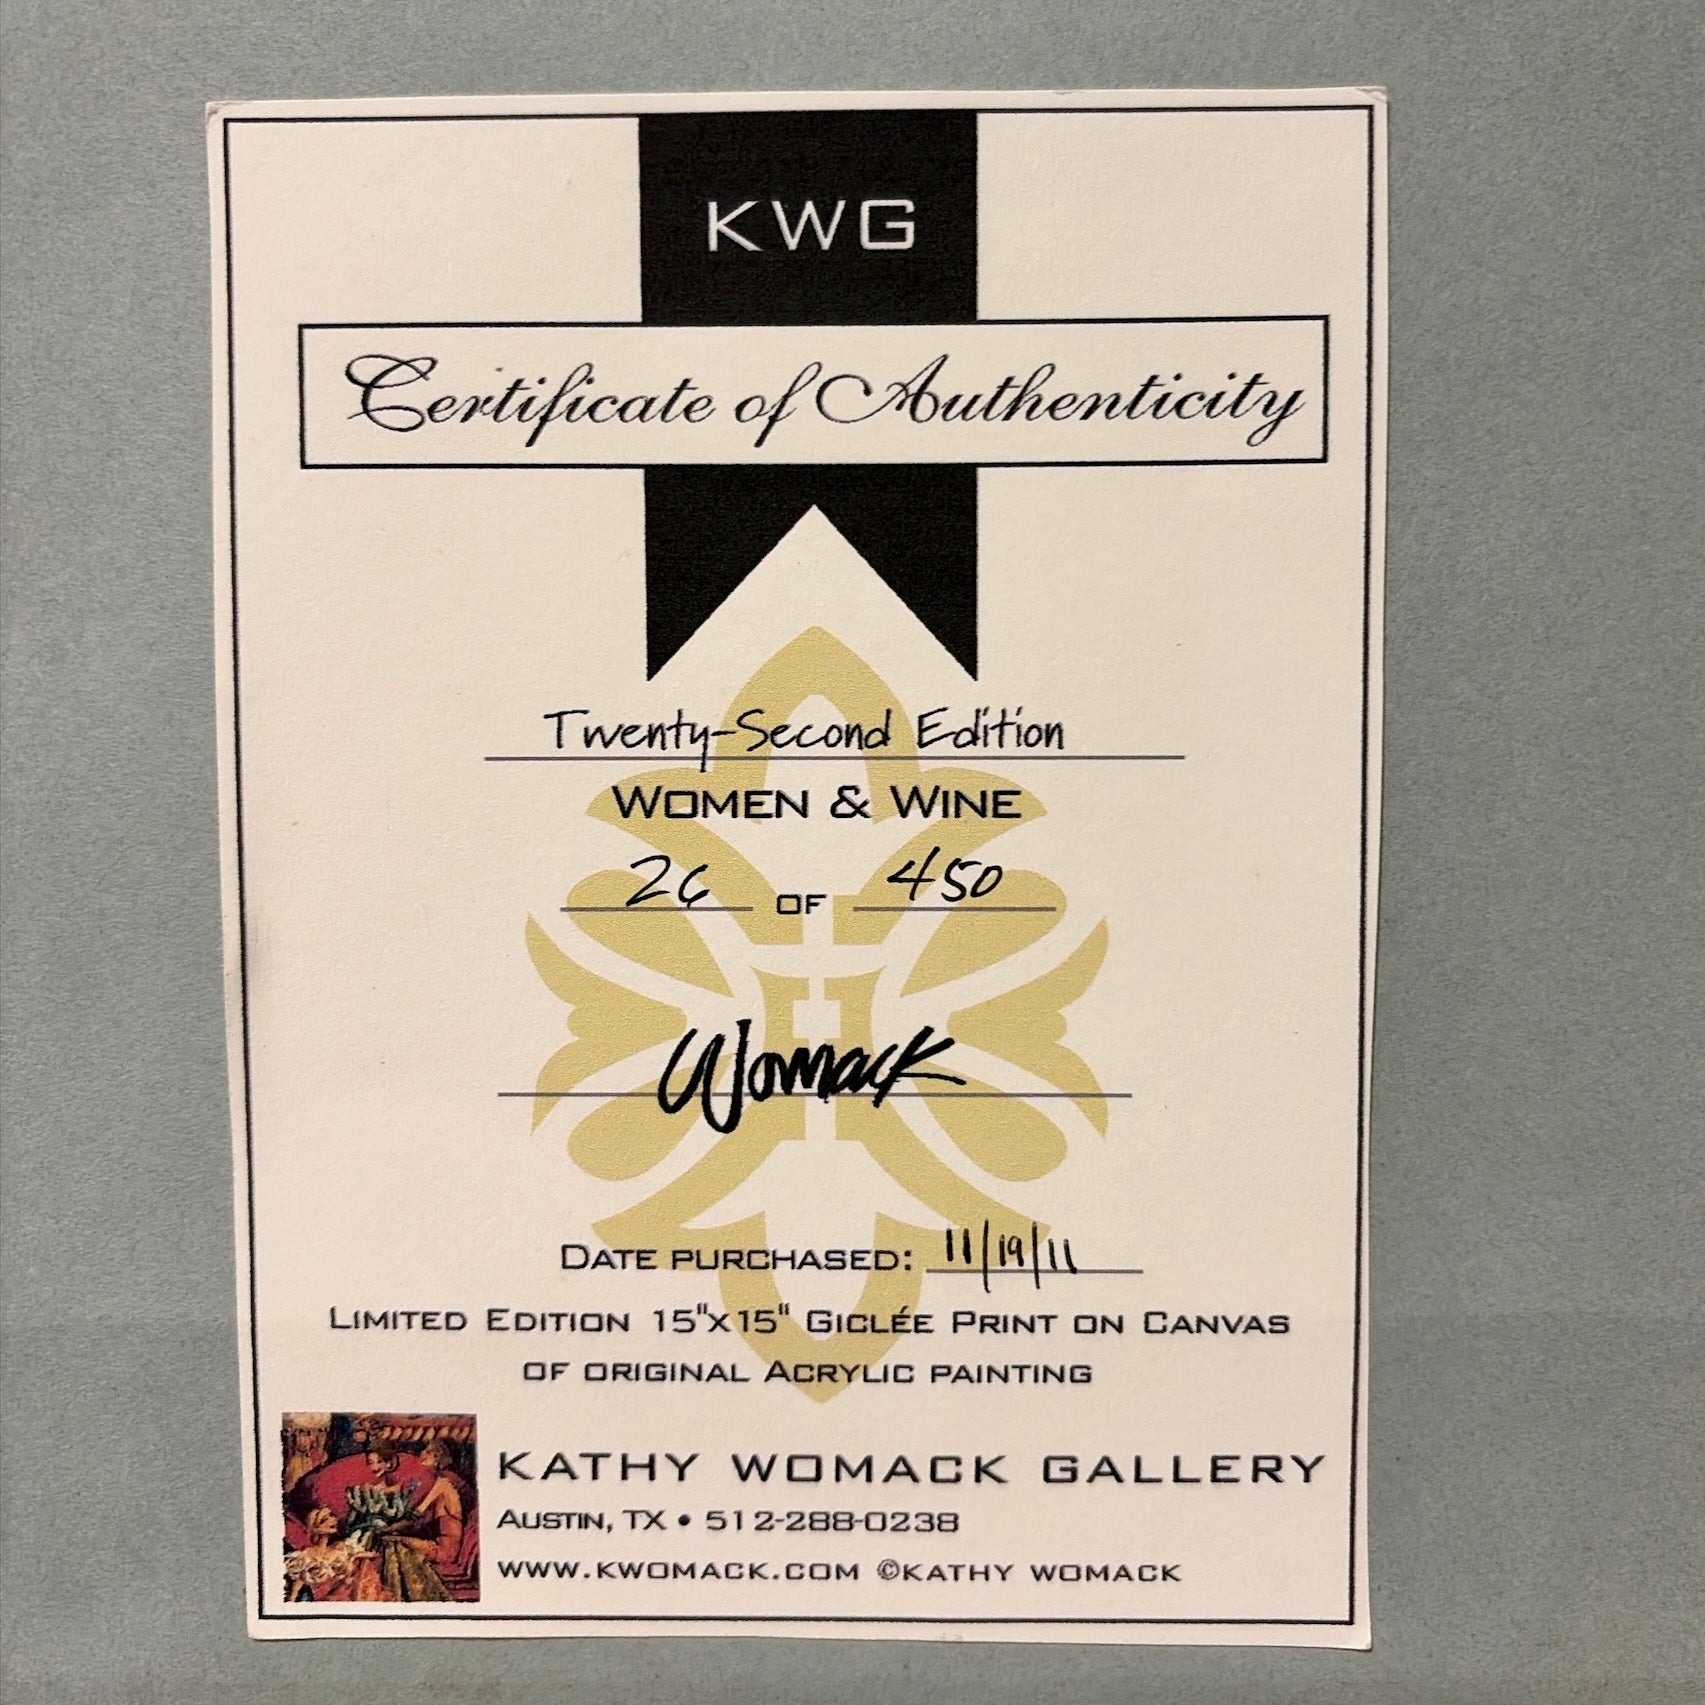 KWG
Certificate of Authenticity
Twenty-Second Edition
WOMEN & WINE
26 OF 450
Womack
DATE PURCHASED: 11/19/11
LIMITED EDITION 15"x15" GICLÉE PRINT ON CANVAS
OF ORIGINAL ACRYLIC PAINTING
KATHY WOMACK GALLERY
AUSTIN, TX • 512-288-0238
WWW.KWOMACK.COM ©KATHY WOMACK